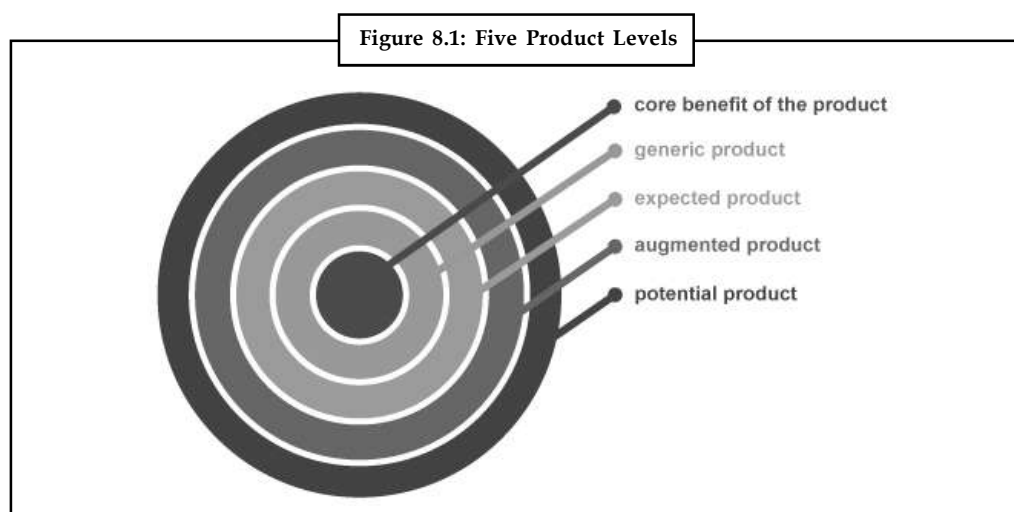 Figure 8.1: Five Product Levels
core benefit of the product
generic product
expected product
augmented product
potential product